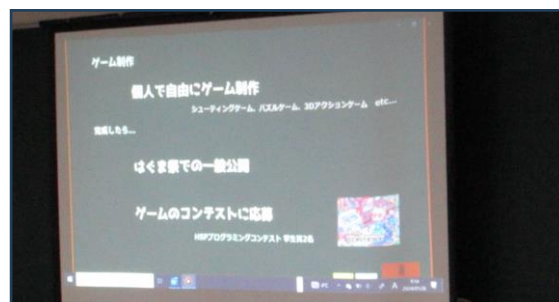 ゲーム制作
個人で自由にゲーム制作
シューティングゲーム、パズルゲーム、3Dアクションゲーム etc...
完成したら...
はぐま祭での一般公開
ゲームのコンテストに応募
HSPプログラミングコンテスト 学生賞2名